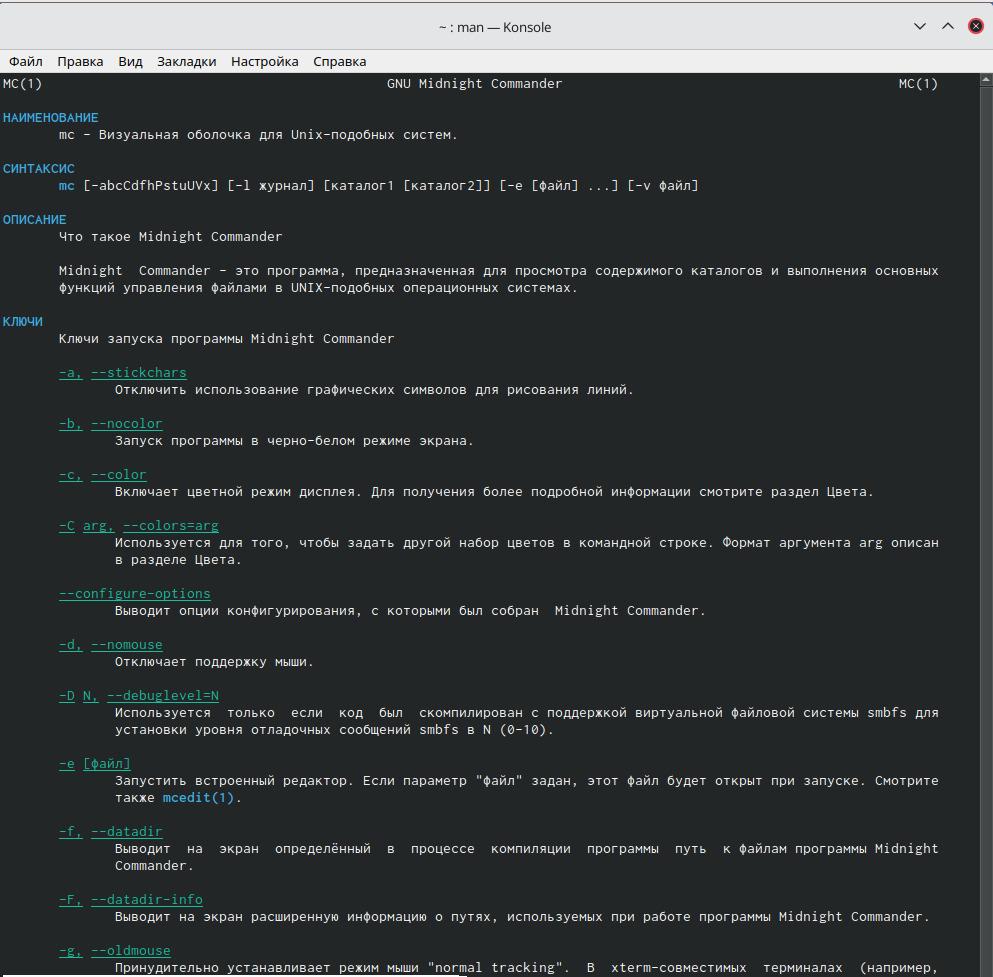 ~ : man — Konsole
Файл Правка Вид Закладки Настройка Справка
MC(1) GNU Midnight Commander MC(1)
НАИМЕНОВАНИЕ
mc - Визуальная оболочка для Unix-подобных систем.
СИНТАКСИС
mc [-abcCdfhPstuUVx] [-l журнал] [каталог1 [каталог2]] [-e [файл] ...] [-v файл]
ОПИСАНИЕ
Что такое Midnight Commander
Midnight Commander - это программа, предназначенная для просмотра содержимого каталогов и выполнения основных
функций управления файлами в UNIX-подобных операционных системах.
КЛЮЧИ
Ключи запуска программы Midnight Commander
-a, --stickchars
Отключить использование графических символов для рисования линий.
-b, --nocolor
Запуск программы в черно-белом режиме экрана.
-c, --color
Включает цветной режим дисплея. Для получения более подробной информации смотрите раздел Цвета.
-C arg, --colors=arg
Используется для того, чтобы задать другой набор цветов в командной строке. Формат аргумента arg описан
в разделе Цвета.
--configure-options
Выводит опции конфигурирования, с которыми был собран Midnight Commander.
-d, --nomouse
Отключает поддержку мыши.
-D N, --debuglevel=N
Используется только если код был скомпилирован с поддержкой виртуальной файловой системы smbfs для
установки уровня отладочных сообщений smbfs в N (0-10).
-e [файл]
Запустить встроенный редактор. Если параметр "файл" задан, этот файл будет открыт при запуске. Смотрите
также mcedit(1).
-f, --datadir
Выводит на экран определённый в процессе компиляции программы путь к файлам программы Midnight
Commander.
-F, --datadir-info
Выводит на экран расширенную информацию о путях, используемых при работе программы Midnight Commander.
-g, --oldmouse
Принудительно устанавливает режим мыши "normal tracking". В xterm-совместимых терминалах (например,